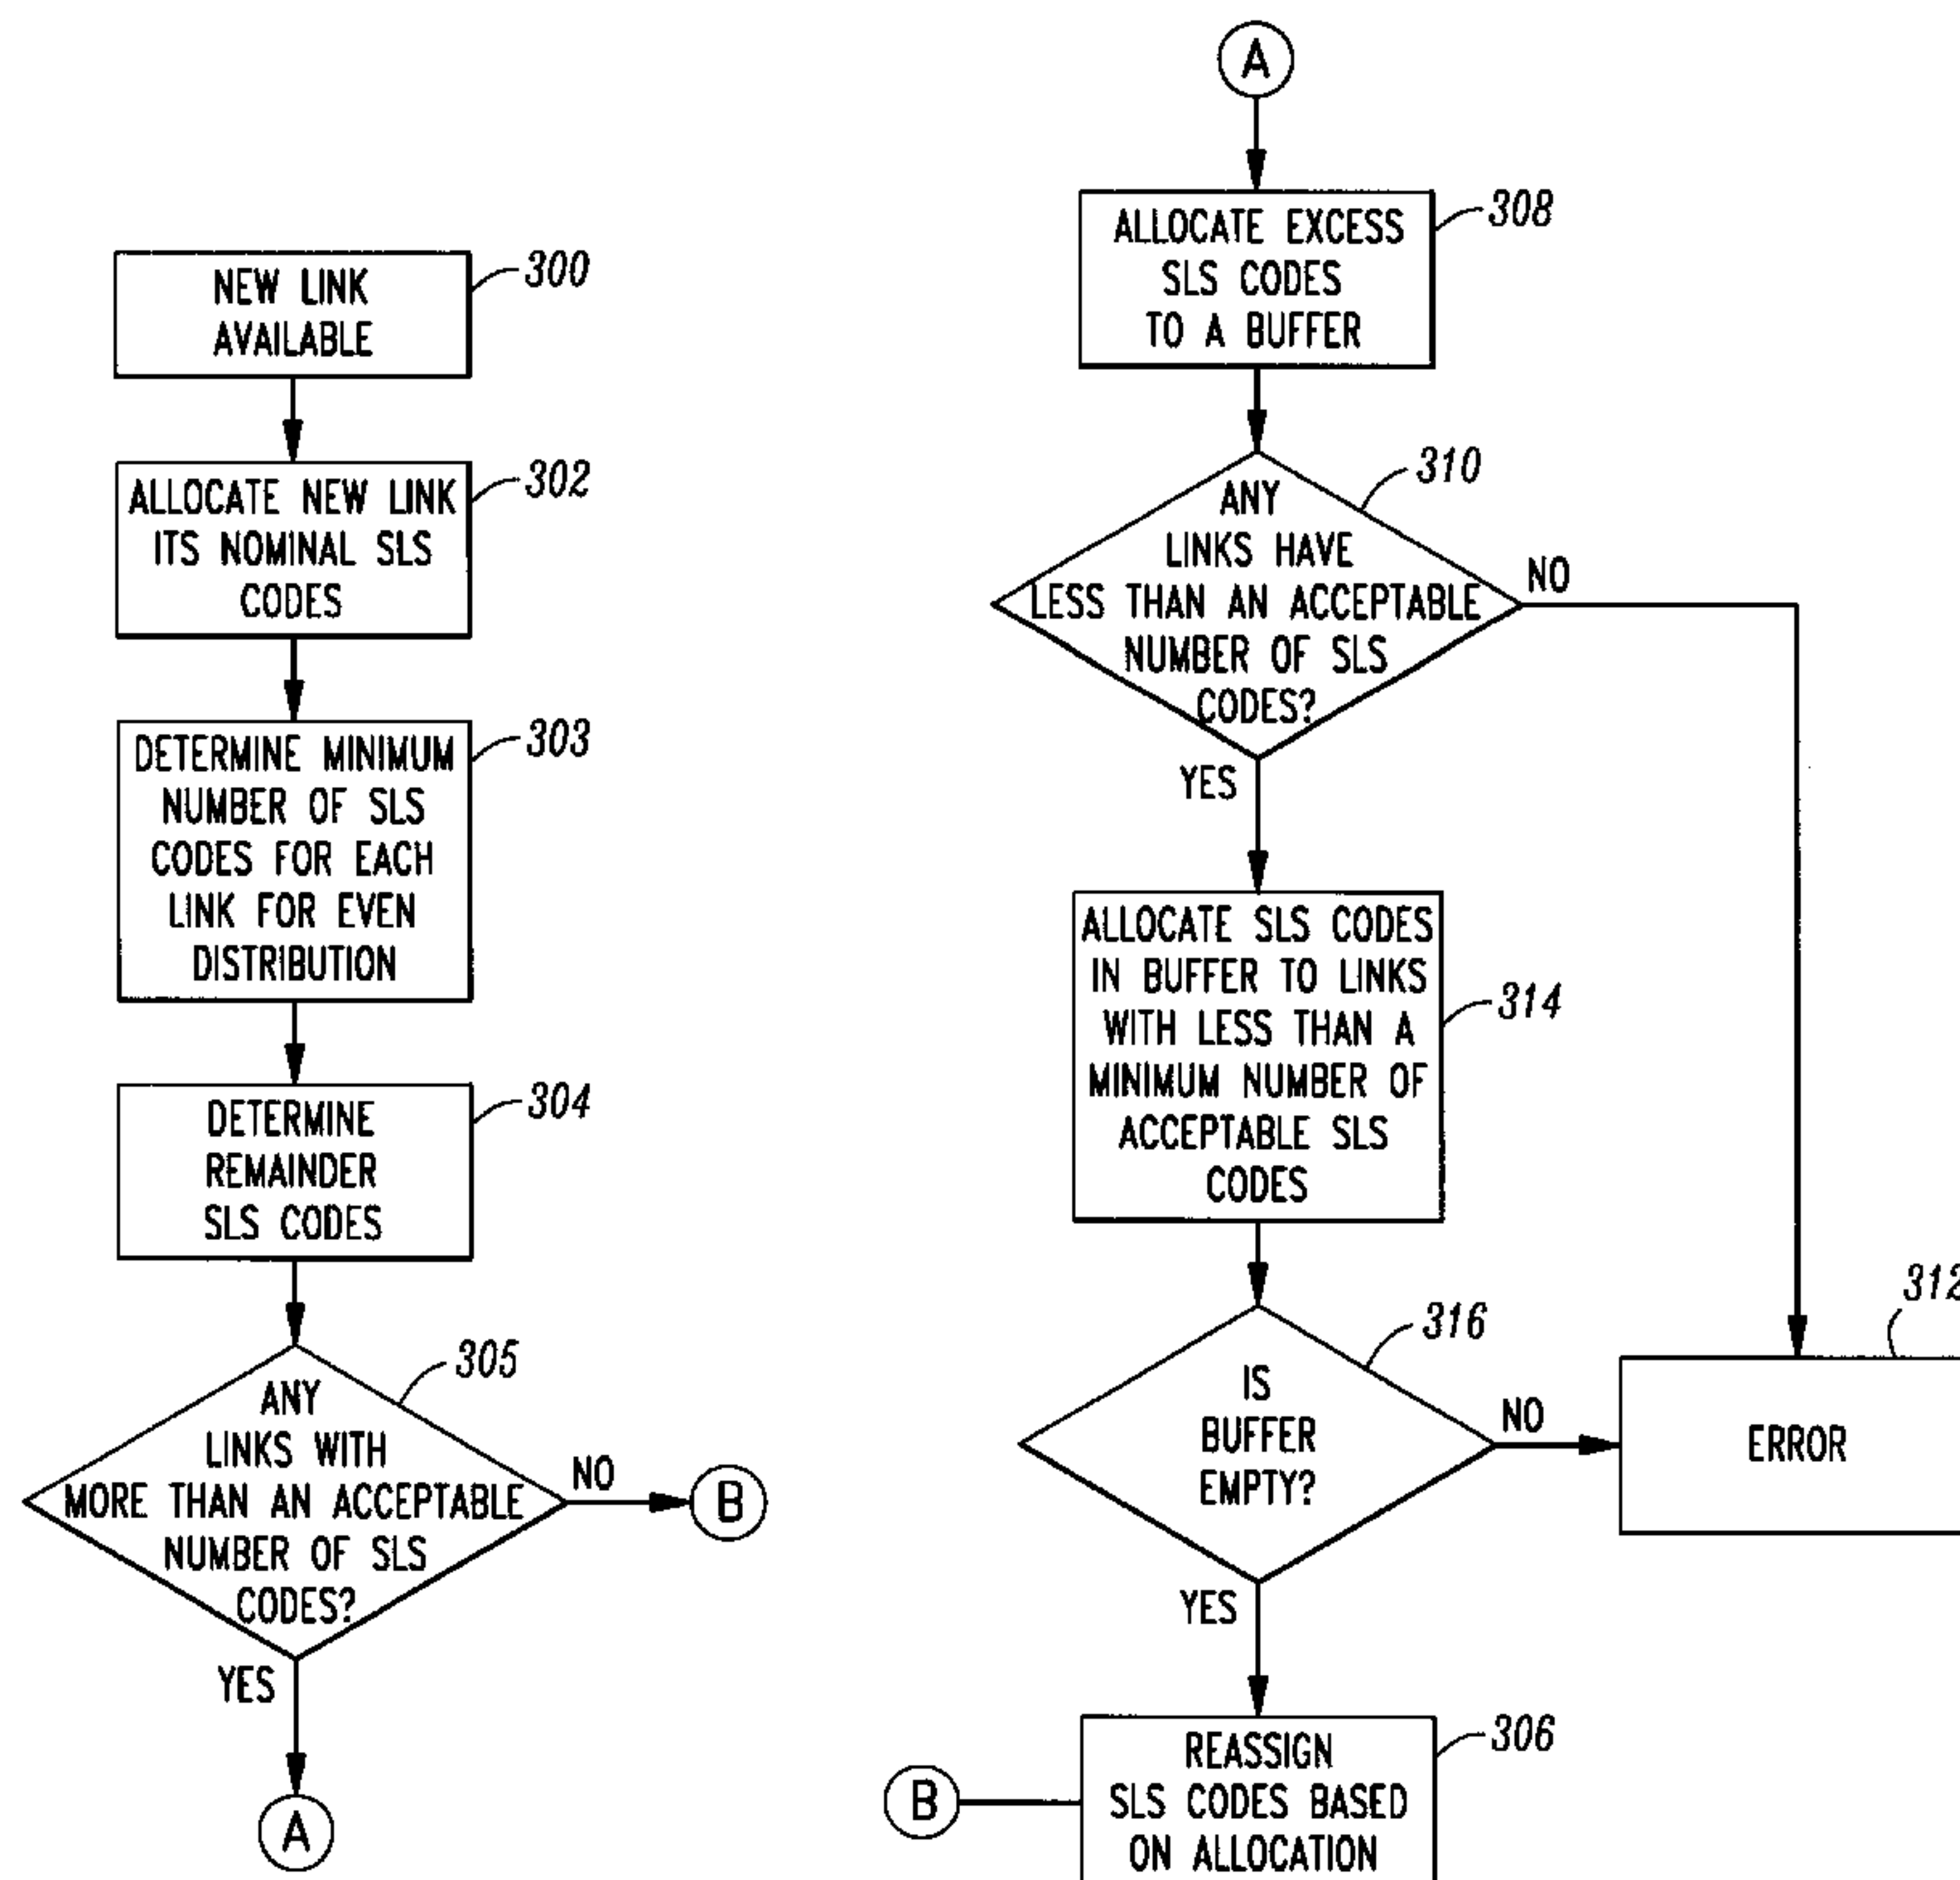 NEW LINK
AVAILABLE
300
ALLOCATE NEW LINK
ITS NOMINAL SLS
CODES
302
DETERMINE MINIMUM
NUMBER OF SLS
CODES FOR EACH
LINK FOR EVEN
DISTRIBUTION
303
DETERMINE
REMAINDER
SLS CODES
304
ANY
LINKS WITH
MORE THAN AN ACCEPTABLE
NUMBER OF SLS
CODES?
305
NO
B
YES
A
A
ALLOCATE EXCESS
SLS CODES
TO A BUFFER
308
ANY
LINKS HAVE
LESS THAN AN ACCEPTABLE
NUMBER OF SLS
CODES?
310
NO
YES
ALLOCATE SLS CODES
IN BUFFER TO LINKS
WITH LESS THAN A
MINIMUM NUMBER OF
ACCEPTABLE SLS
CODES
314
IS
BUFFER
EMPTY?
316
NO
312
ERROR
YES
B
REASSIGN
SLS CODES BASED
ON ALLOCATION
306